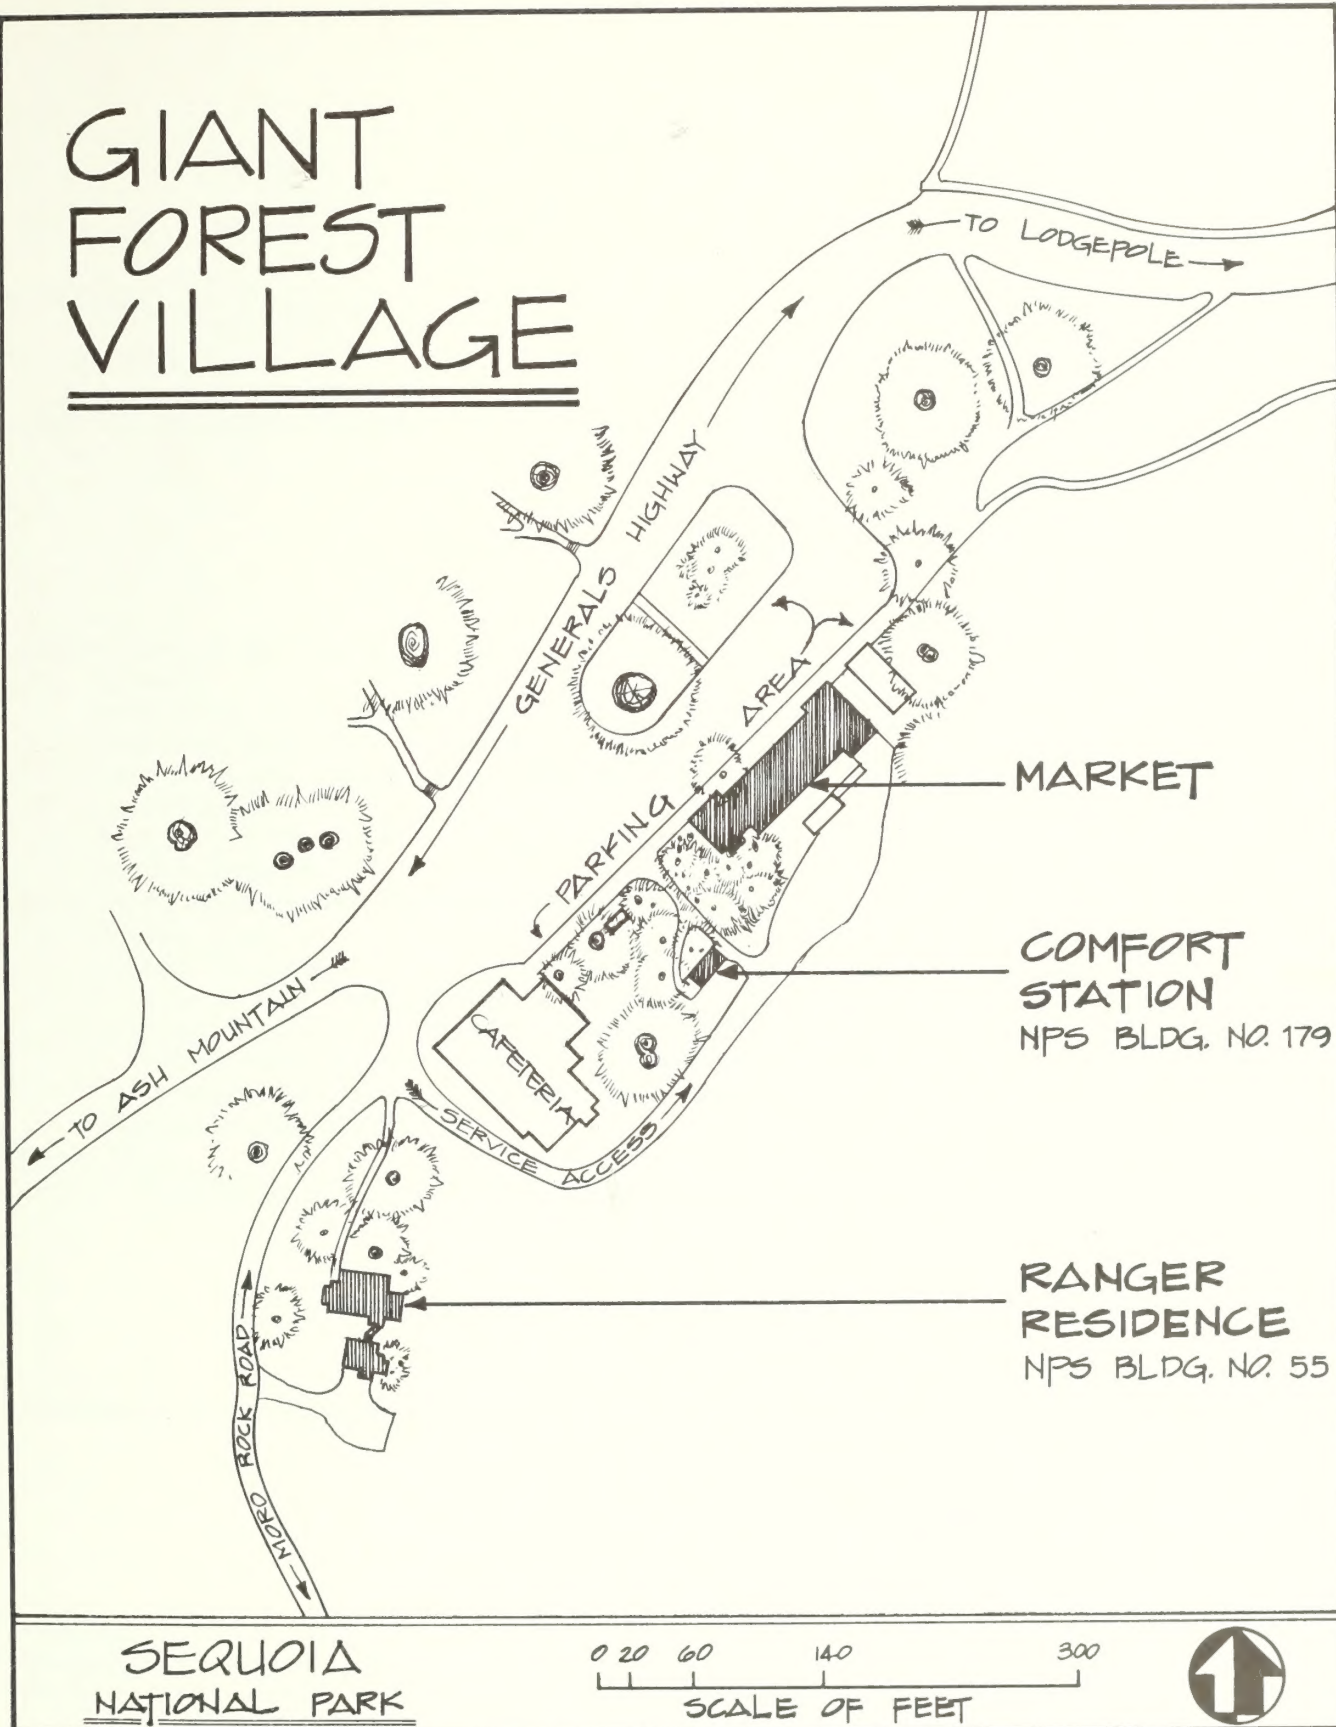 GIANT
FOREST
VILLAGE
TO LODGEPOLE
GENERALS HIGHWAY
PARKING AREA
MARKET
COMFORT
STATION
NPS BLDG. NO. 179
CAFETERIA
TO ASH MOUNTAIN
SERVICE ACCESS
RANGER
RESIDENCE
NPS BLDG. NO. 55
MORO ROCK ROAD
SEQUOIA
NATIONAL PARK
0 20 60 140 300
SCALE OF FEET